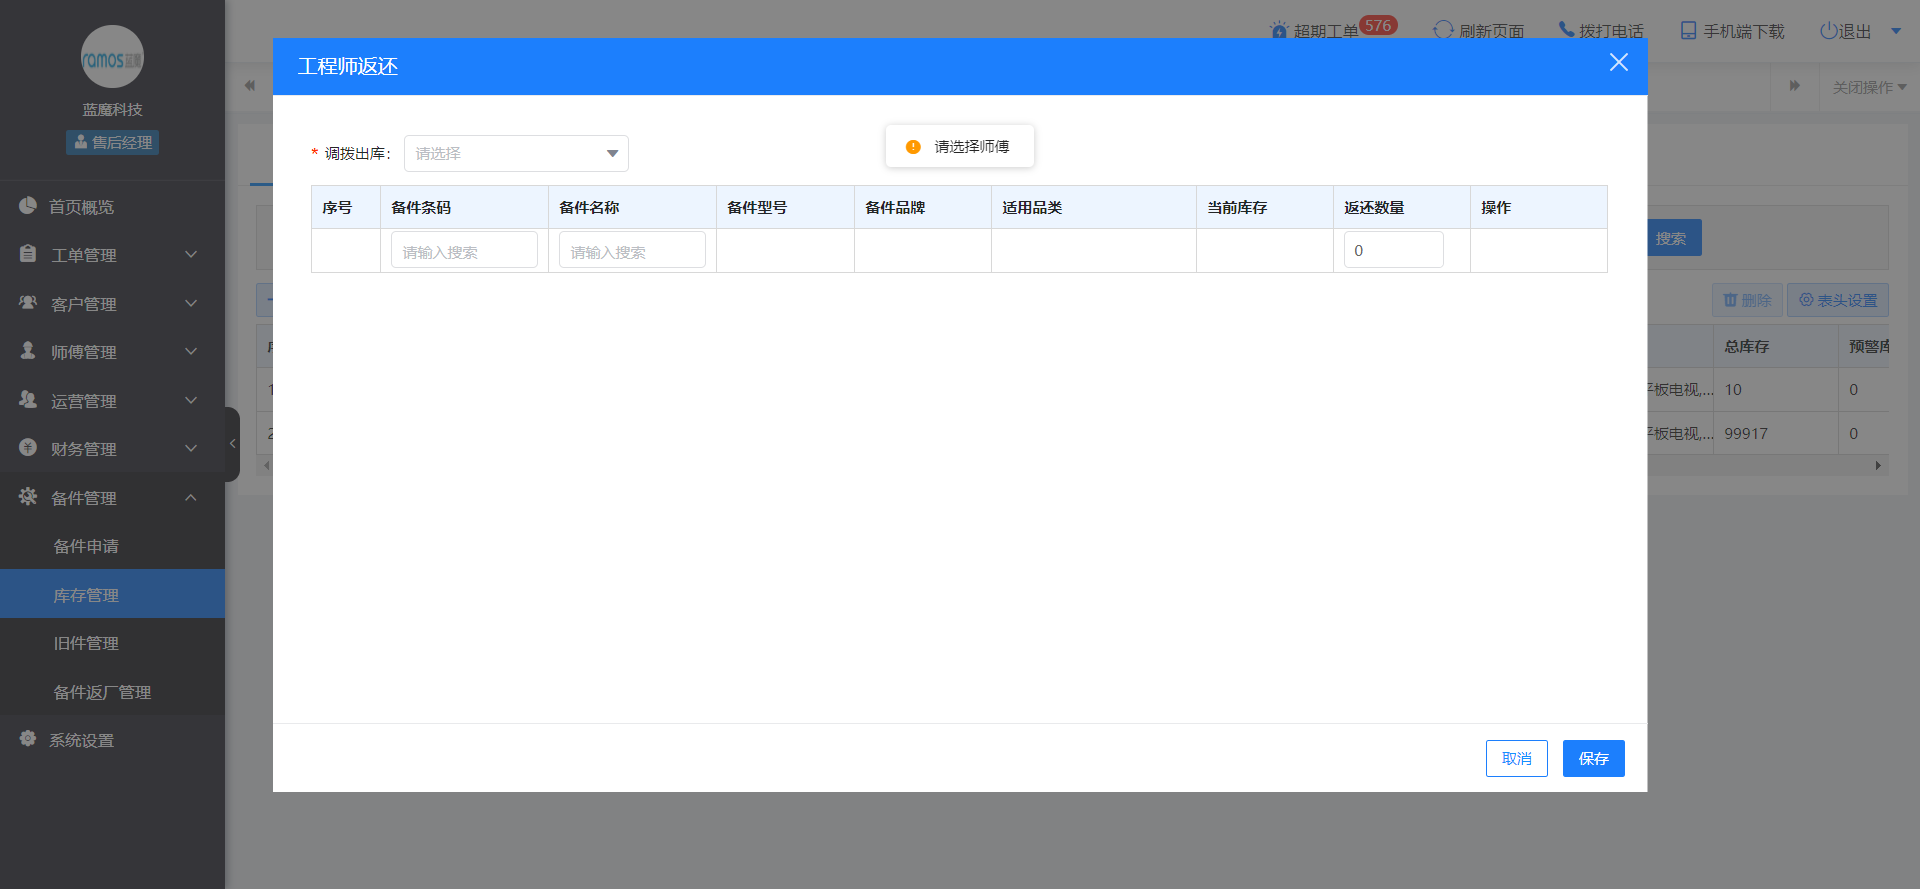 超期工单 576
刷新页面
拨打电话
手机端下载
退出
ramos 蓝魔
蓝魔科技
售后经理
关闭操作
首页概览
工单管理
客户管理
师傅管理
运营管理
财务管理
备件管理
备件申请
库存管理
旧件管理
备件返厂管理
系统设置
工程师返还
* 调拨出库: 请选择
请选择师傅
序号 备件条码 备件名称 备件型号 备件品牌 适用品类 当前库存 返还数量 操作
请输入搜索 请输入搜索 0
取消 保存
搜索
删除 表头设置
总库存 预警库
平板电视,... 10 0
平板电视,... 99917 0